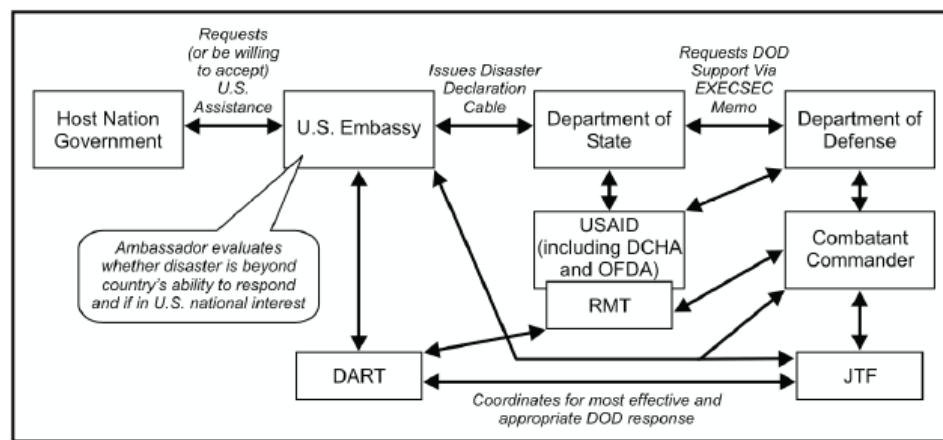 Requests
(or be willing
to accept)
U.S.
Assistance
Issues Disaster
Declaration
Cable
Requests DOD
Support Via
EXECSEC
Memo
Host Nation
Government
U.S. Embassy
Department of
State
Department of
Defense
Ambassador evaluates
whether disaster is beyond
country's ability to respond
and if in U.S. national interest
USAID
(including DCHA
and OFDA)
RMT
Combatant
Commander
DART
JTF
Coordinates for most effective and
appropriate DOD response